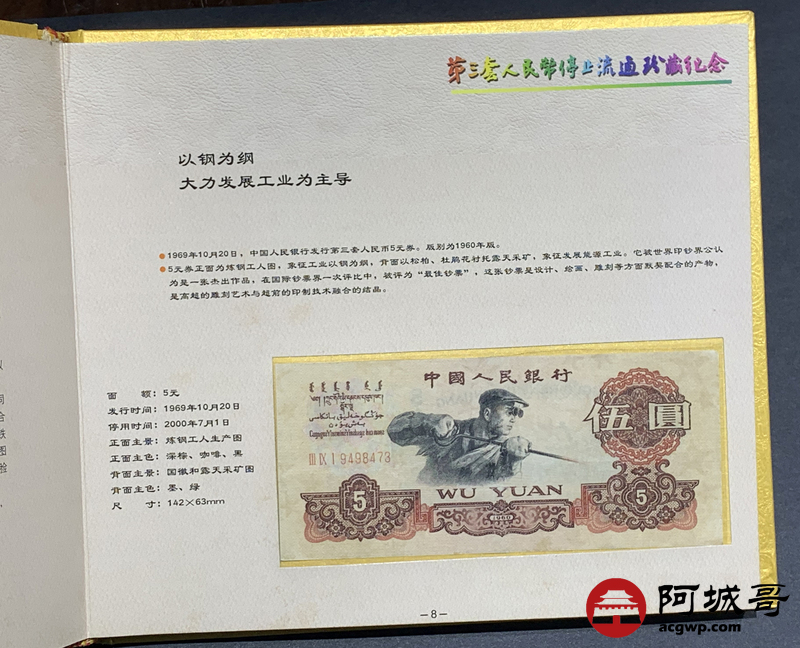 第三套人民币停止流通珍藏纪念
以钢为纲
大力发展工业为主导
1969年10月20日，中国人民银行发行第三套人民币5元券。版别为1960年版。
5元券正面为炼钢工人图，象征工业以钢为纲，背面以松柏、杜鹃花衬托露天采矿，象征发展能源工业。它被世界印钞界公认
为是一张杰出作品，在国际钞票界一次评比中，被评为“最佳钞票”，这张钞票是设计、绘画、雕刻等方面默契配合的产物，
是高超的雕刻艺术与超前的印制技术融合的结晶。
面 额：5元
发行时间：1969年10月20日
停用时间：2000年7月1日
正面主景：炼钢工人生产图
正面主色：深棕、咖啡、黑
背面主景：国徽和露天采矿图
背面主色：墨、绿
尺 寸：142×63mm
中國人民銀行
伍圓
III IX I 9498473
WU YUAN
5
1960
5
—8—
阿城哥
acgwp.com